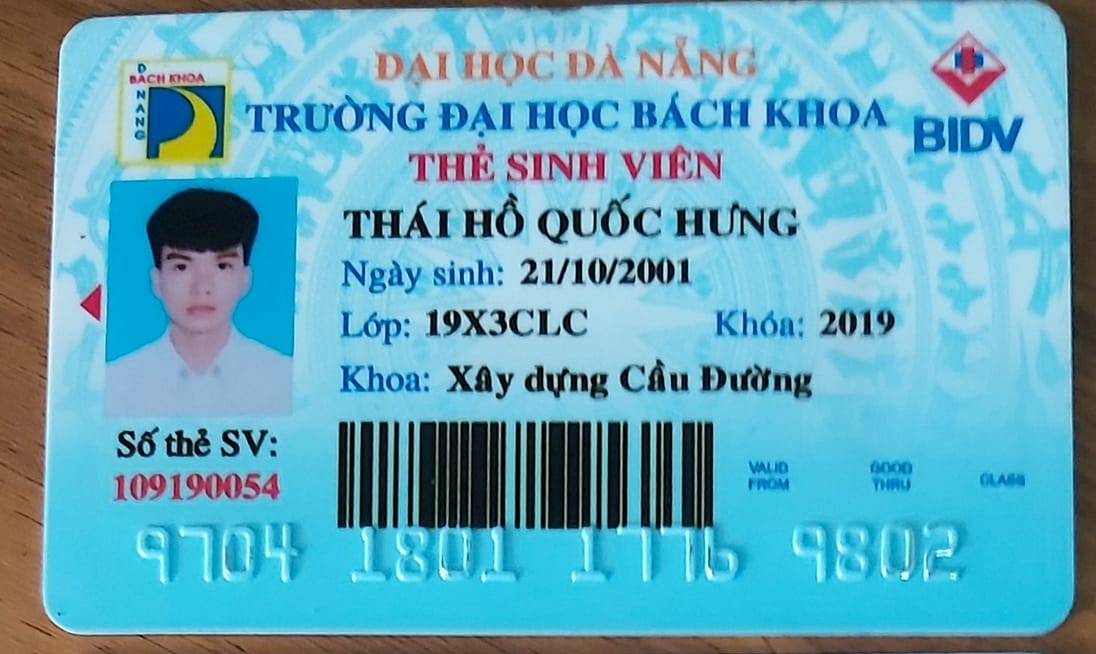 ĐẠI HỌC ĐÀ NẴNG
TRƯỜNG ĐẠI HỌC BÁCH KHOA
THẺ SINH VIÊN
BÁCH KHOA
ĐÀ NANG
BIDV
THÁI HỒ QUỐC HƯNG
Ngày sinh: 21/10/2001
Lớp: 19X3CLC Khóa: 2019
Khoa: Xây dựng Cầu Đường
Số thẻ SV:
109190054
VALID FROM
GOOD THRU
CLASS
9704 1801 1776 9802